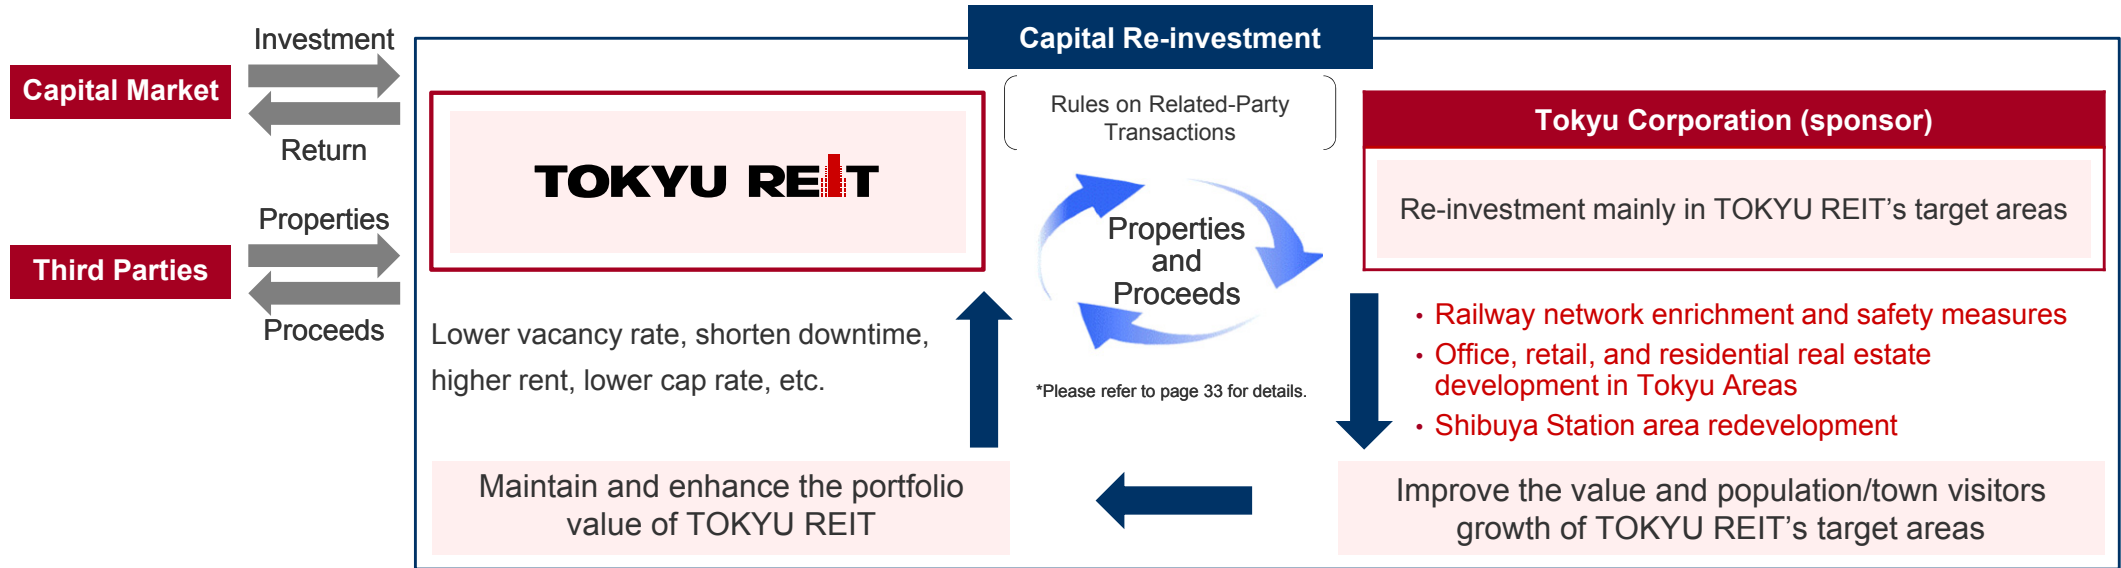 Capital Re-investment
Investment
Capital Market
Return
Properties
Third Parties
Proceeds
TOKYU REIT
Rules on Related-Party
Transactions
Properties
and
Proceeds
*Please refer to page 33 for details.
Tokyu Corporation (sponsor)
Re-investment mainly in TOKYU REIT's target areas
• Railway network enrichment and safety measures
• Office, retail, and residential real estate
development in Tokyu Areas
• Shibuya Station area redevelopment
Improve the value and population/town visitors
growth of TOKYU REIT's target areas
Maintain and enhance the portfolio
value of TOKYU REIT
Lower vacancy rate, shorten downtime,
higher rent, lower cap rate, etc.